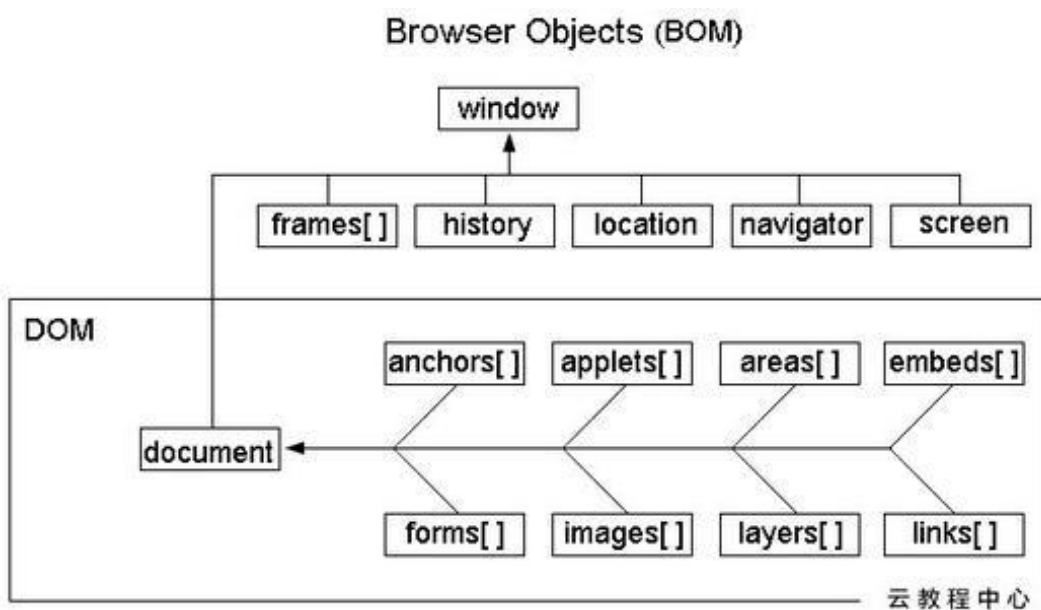 Browser Objects (BOM)
window
frames[ ] history location navigator screen
DOM
anchors[ ] applets[ ] areas[ ] embeds[ ]
document
forms[ ] images[ ] layers[ ] links[ ]
云教程中心